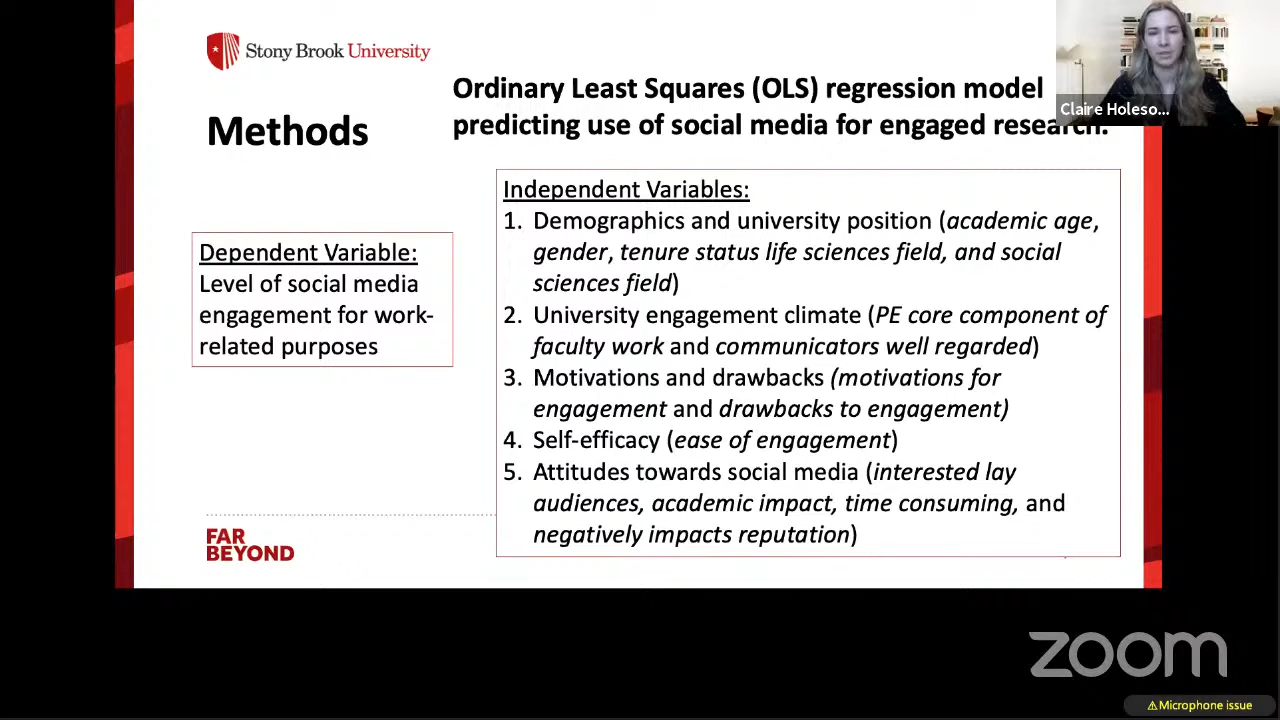 Stony Brook University
Claire Holeso...
Methods
Ordinary Least Squares (OLS) regression model
predicting use of social media for engaged research.
Dependent Variable:
Level of social media
engagement for work-
related purposes
Independent Variables:
1. Demographics and university position (academic age,
gender, tenure status life sciences field, and social
sciences field)
2. University engagement climate (PE core component of
faculty work and communicators well regarded)
3. Motivations and drawbacks (motivations for
engagement and drawbacks to engagement)
4. Self-efficacy (ease of engagement)
5. Attitudes towards social media (interested lay
audiences, academic impact, time consuming, and
negatively impacts reputation)
FAR
BEYOND
zoom
⚠Microphone issue